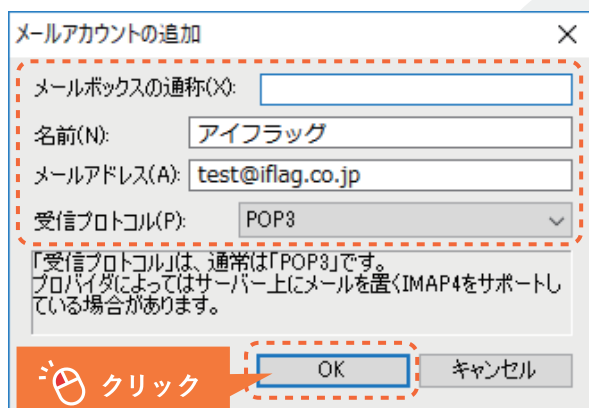 メールアカウントの追加
メールボックスの通称(X):
名前(N): アイフラッグ
メールアドレス(A): test@iflag.co.jp
受信プロトコル(P): POP3
「受信プロトコル」は、通常は「POP3」です。
プロバイダによってはサーバー上にメールを置くIMAP4をサポートし
ている場合があります。
クリック OK キャンセル